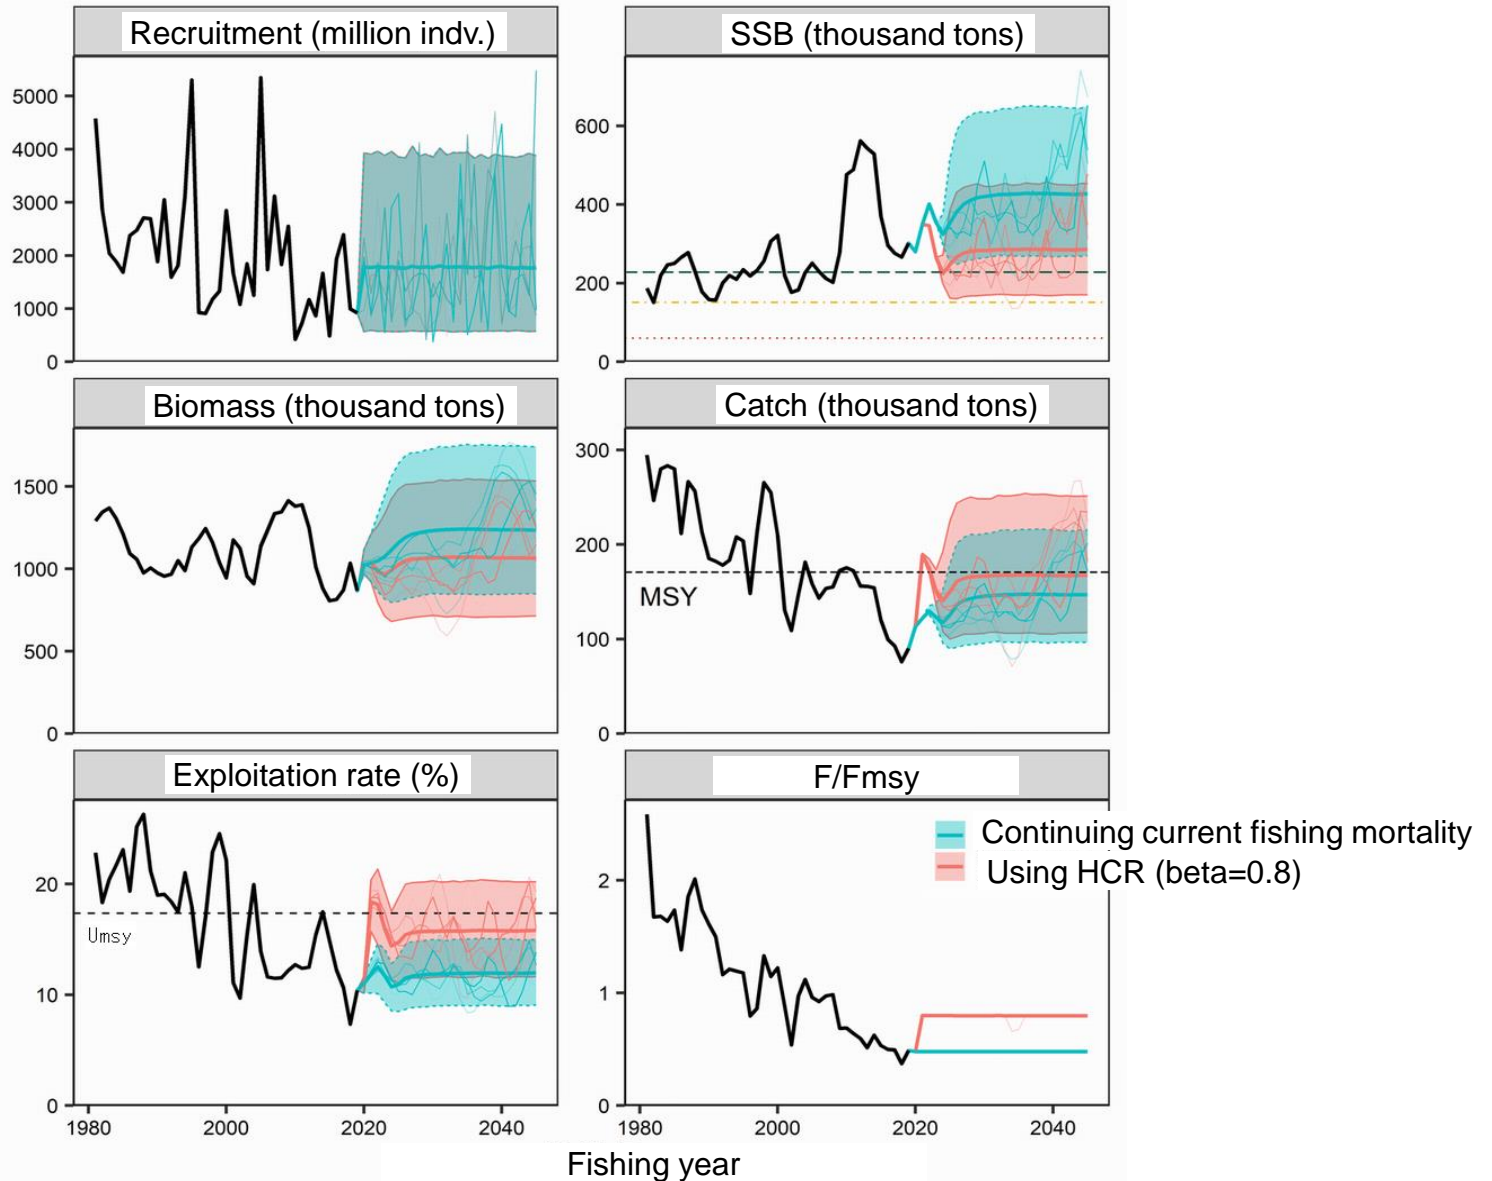 Recruitment (million indv.)
SSB (thousand tons)
5000
4000
3000
2000
1000
0
600
400
200
0
Biomass (thousand tons)
Catch (thousand tons)
1500
1000
500
0
300
200
100
0
MSY
Exploitation rate (%)
F/Fmsy
20
10
0
Umsy
2
1
0
Continuing current fishing mortality
Using HCR (beta=0.8)
1980 2000 2020 2040
1980 2000 2020 2040
Fishing year